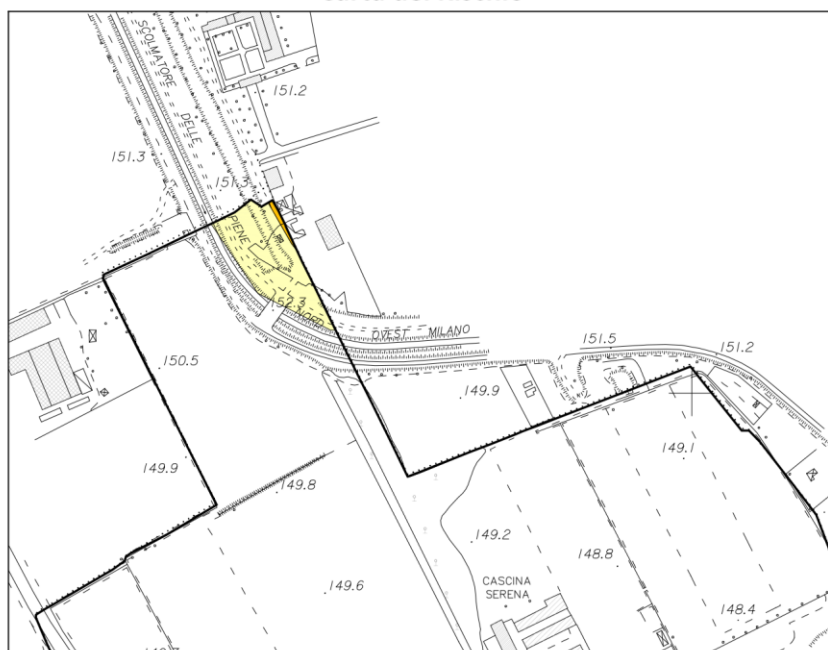 SCOLMATORE
DELLE
151.2
151.3
151.3
PIENE
152.3
NORD
OVEST MILANO
151.5
151.2
150.5
149.9
149.1
149.9
149.8
149.2
148.8
CASCINA
SERENA
149.6
148.4